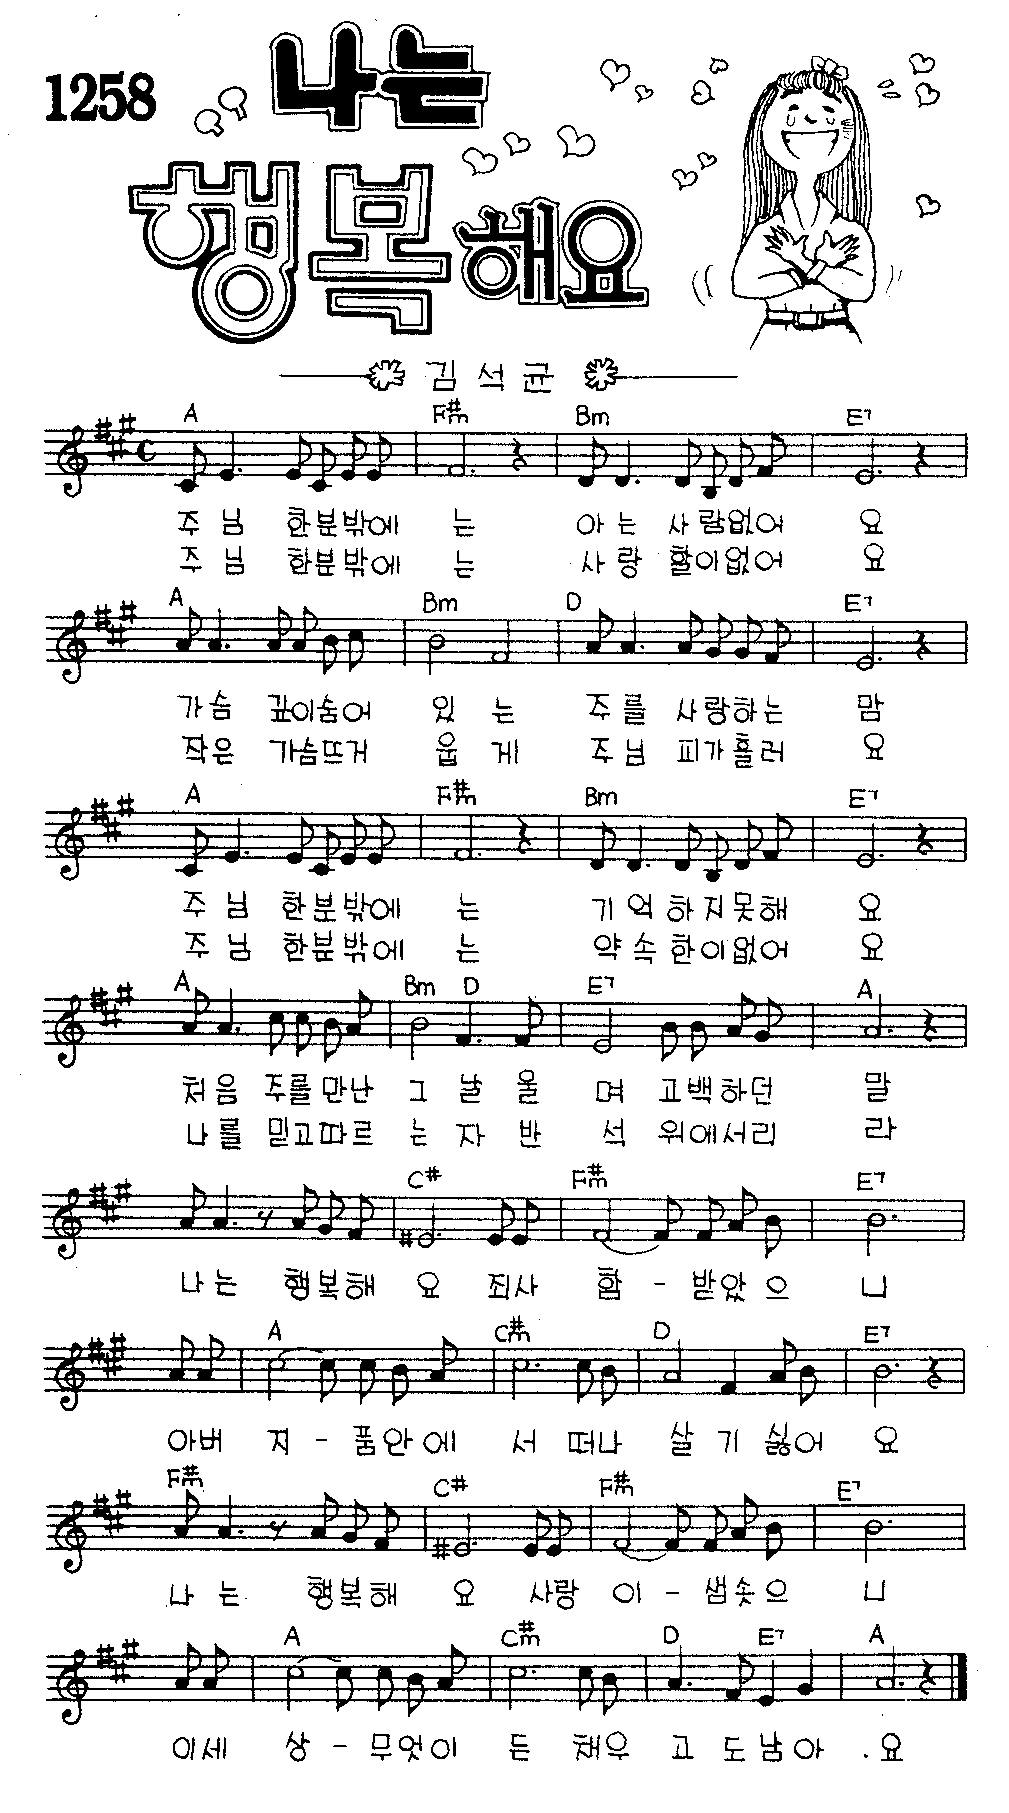 1258
나는
행복해요
김석균
A F#m Bm E7
주 님 한분밖에 는 아 는 사 람없어 요
주 님 한분밖에 는 사 랑 할이없어 요
A Bm D E7
가 슴 깊이숨어 있 는 주 를 사 랑하는 맘
작은 가슴뜨거 웁 게 주 님 피가흘러 요
A F#m Bm E7
주 님 한분밖에 는 기 억 하지못해 요
주 님 한분밖에 는 약 속 한이없어 요
A Bm D E7 A
처음 주를만난 그 날 울 며 고백하던 말
나를 믿고따르 는 자 반 석 위에서리 라
C# F#m E7
나 는 행복해 요 죄사 함 - 받았으 니
A C#m D E7
아버 지 - 품안에 서 떠나 살 기 싫어 요
F#m C# F#m E7
나 는 행복해 요 사랑 이 - 샘솟으 니
A C#m D E7 A
이세 상 - 무엇이 든 채우 고 도 남아 . 요